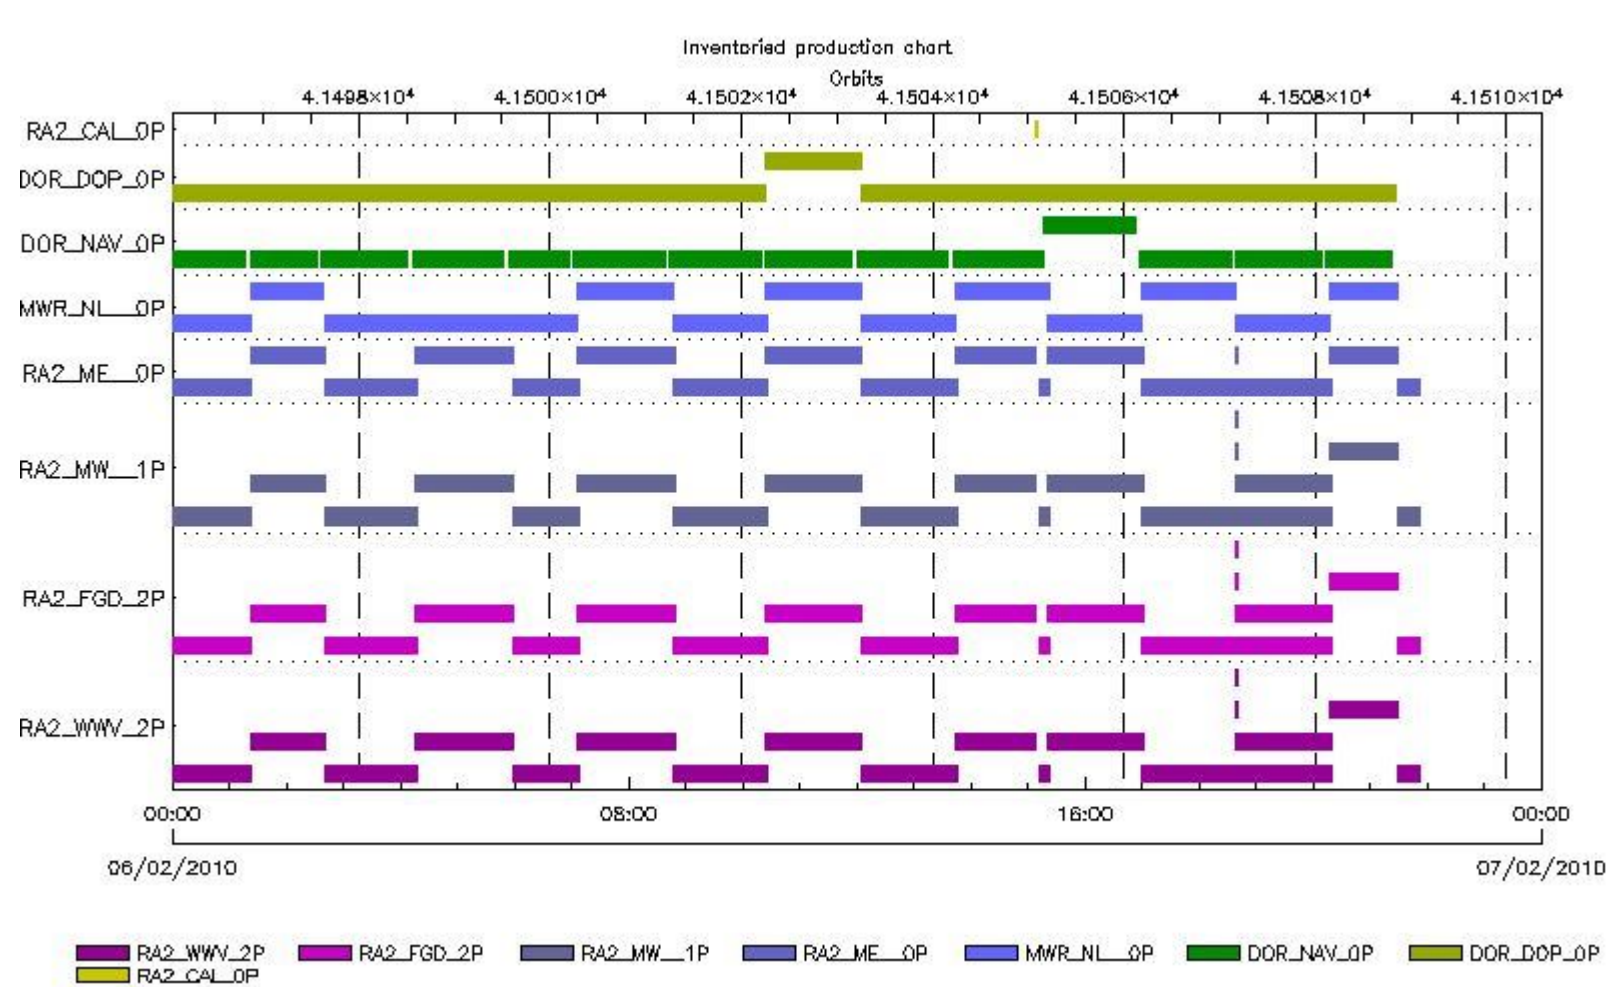 Inventoried production chart
Orbits
4.1498×10⁴ 4.1500×10⁴ 4.1502×10⁴ 4.1504×10⁴ 4.1506×10⁴ 4.1508×10⁴ 4.1510×10⁴
RA2_CAL_0P
DOR_DOP_0P
DOR_NAV_0P
MWR_NL__0P
RA2_ME__0P
RA2_MW__1P
RA2_FGD_2P
RA2_WWV_2P
00:00 08:00 16:00 00:00
06/02/2010 07/02/2010
RA2_WWV_2P RA2_FGD_2P RA2_MW__1P RA2_ME__0P MWR_NL__0P DOR_NAV_0P DOR_DOP_0P
RA2_CAL_0P